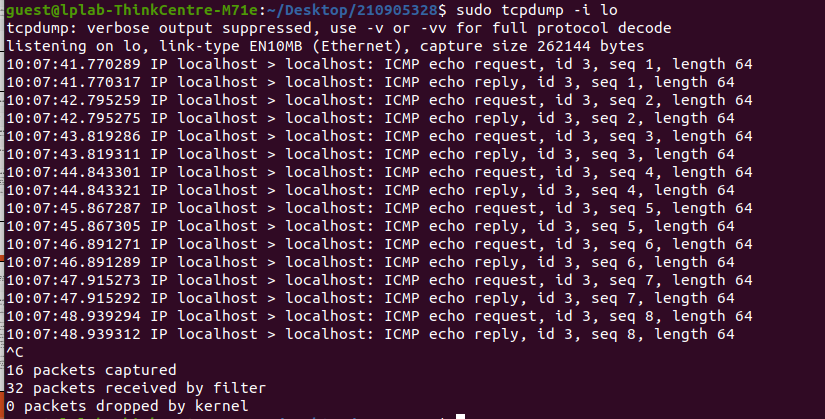 guest@lplab-ThinkCentre-M71e:~/Desktop/210905328$ sudo tcpdump -i lo
tcpdump: verbose output suppressed, use -v or -vv for full protocol decode
listening on lo, link-type EN10MB (Ethernet), capture size 262144 bytes
10:07:41.770289 IP localhost > localhost: ICMP echo request, id 3, seq 1, length 64
10:07:41.770317 IP localhost > localhost: ICMP echo reply, id 3, seq 1, length 64
10:07:42.795259 IP localhost > localhost: ICMP echo request, id 3, seq 2, length 64
10:07:42.795275 IP localhost > localhost: ICMP echo reply, id 3, seq 2, length 64
10:07:43.819286 IP localhost > localhost: ICMP echo request, id 3, seq 3, length 64
10:07:43.819311 IP localhost > localhost: ICMP echo reply, id 3, seq 3, length 64
10:07:44.843301 IP localhost > localhost: ICMP echo request, id 3, seq 4, length 64
10:07:44.843321 IP localhost > localhost: ICMP echo reply, id 3, seq 4, length 64
10:07:45.867287 IP localhost > localhost: ICMP echo request, id 3, seq 5, length 64
10:07:45.867305 IP localhost > localhost: ICMP echo reply, id 3, seq 5, length 64
10:07:46.891271 IP localhost > localhost: ICMP echo request, id 3, seq 6, length 64
10:07:46.891289 IP localhost > localhost: ICMP echo reply, id 3, seq 6, length 64
10:07:47.915273 IP localhost > localhost: ICMP echo request, id 3, seq 7, length 64
10:07:47.915292 IP localhost > localhost: ICMP echo reply, id 3, seq 7, length 64
10:07:48.939294 IP localhost > localhost: ICMP echo request, id 3, seq 8, length 64
10:07:48.939312 IP localhost > localhost: ICMP echo reply, id 3, seq 8, length 64
^C
16 packets captured
32 packets received by filter
0 packets dropped by kernel